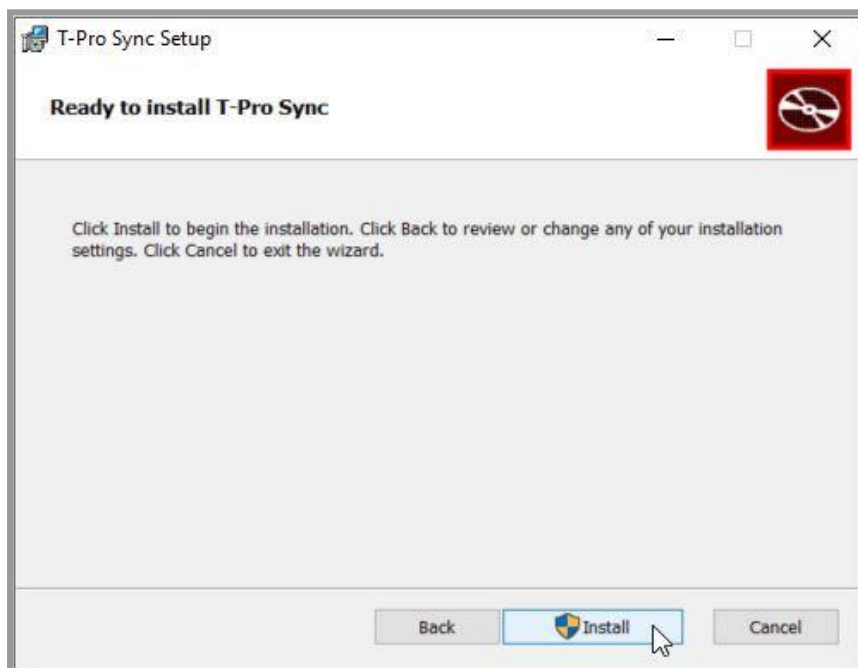 T-Pro Sync Setup
Ready to install T-Pro Sync
Click Install to begin the installation. Click Back to review or change any of your installation
settings. Click Cancel to exit the wizard.
Back Install Cancel